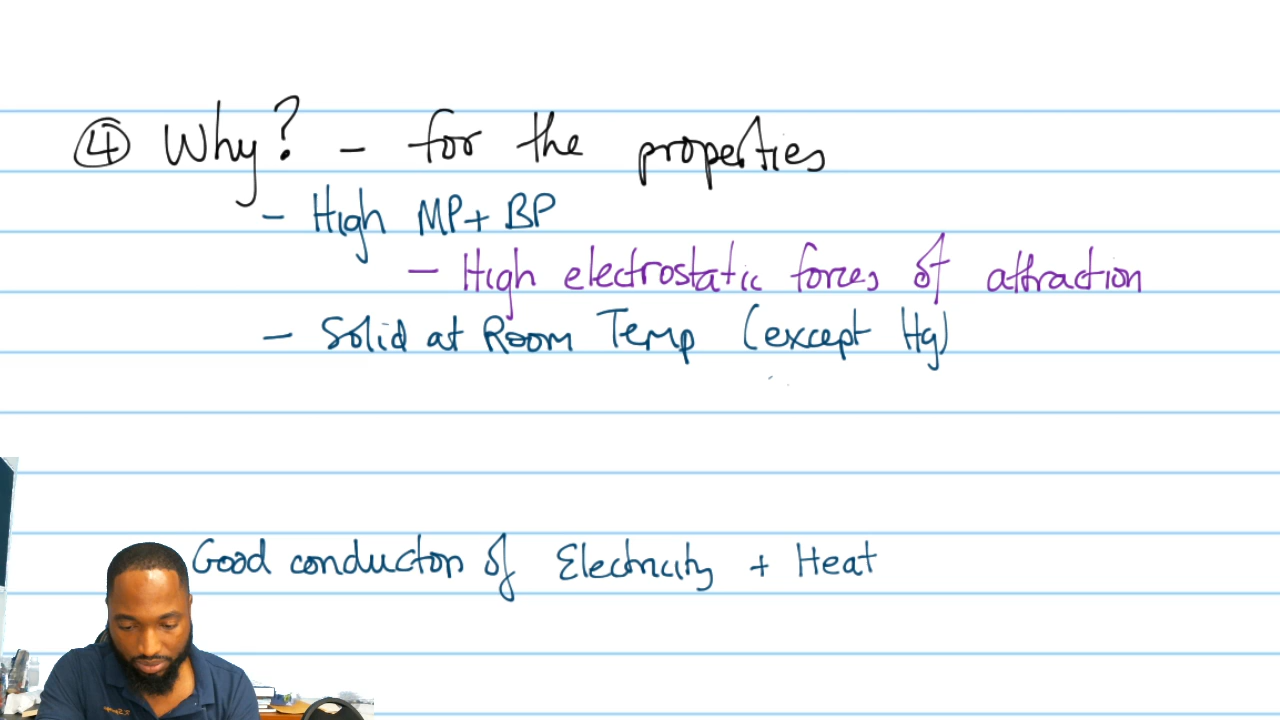 ④ Why? - for the properties
- High MP + BP
- High electrostatic forces of attraction
- Solid at Room Temp (except Hg)
Good conductor of Electricity + Heat